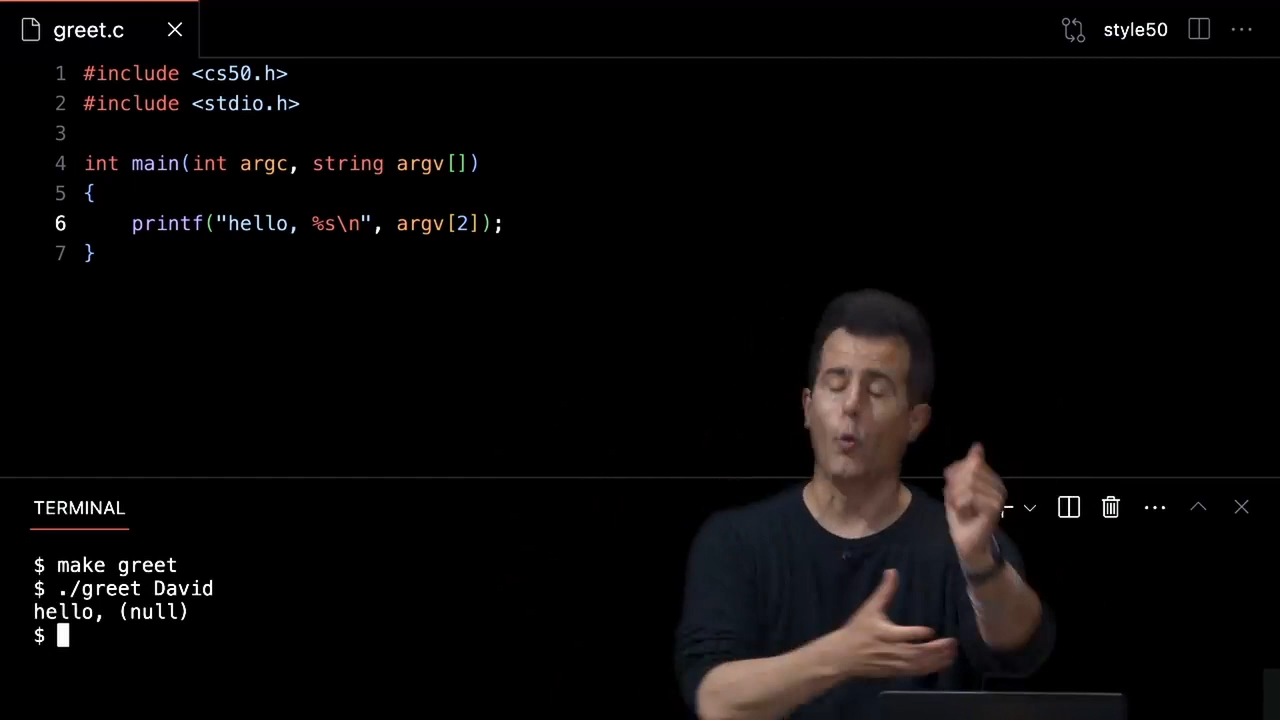 greet.c
style50
1 #include <cs50.h>
2 #include <stdio.h>
3
4 int main(int argc, string argv[])
5 {
6     printf("hello, %s\n", argv[2]);
7 }
TERMINAL
$ make greet
$ ./greet David
hello, (null)
$